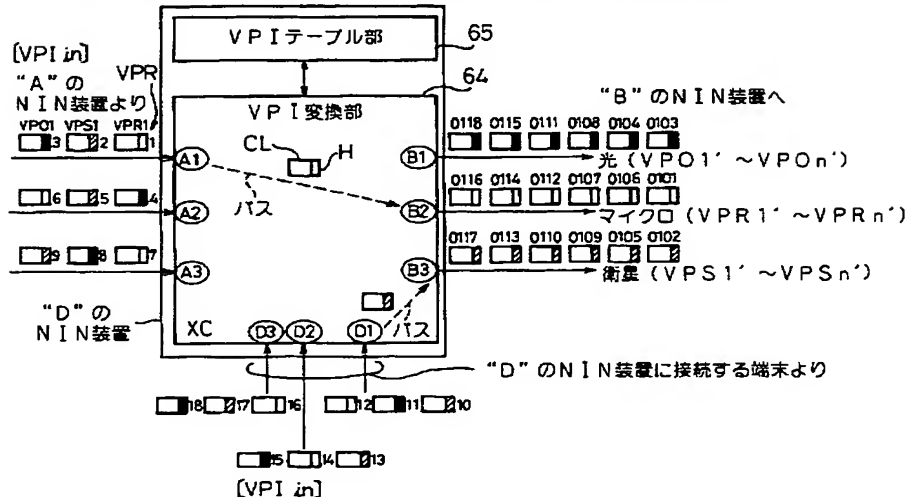 VPIテーブル部
65
[VPI in]
64
"A"の
NIN装置より
VPR
VPI変換部
"B"のNIN装置へ
VPO1 VPS1 VPR1
3 2 1
CL
H
0118 0115 0111 0108 0104 0103
A1
B1
光(VPO1'~VPOn')
パス
6 5 4
0116 0114 0112 0107 0106 0101
A2
B2
マイクロ(VPR1'~VPRn')
9 8 7
0117 0113 0110 0109 0105 0102
A3
B3
衛星(VPS1'~VPSn')
"D"の
NIN装置
XC
パス
D3 D2 D1
"D"のNIN装置に接続する端末より
18 17 16
12 11 10
15 14 13
[VPI in]